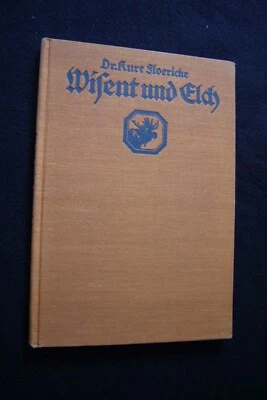 Dr. Kurt Floericke
Wisent und Elch